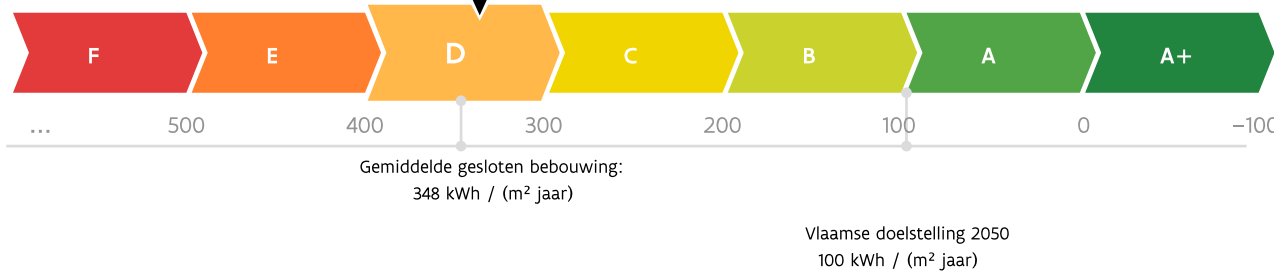 F E D C B A A+
... 500 400 300 200 100 0 −100
Gemiddelde gesloten bebouwing:
348 kWh / (m² jaar)
Vlaamse doelstelling 2050
100 kWh / (m² jaar)